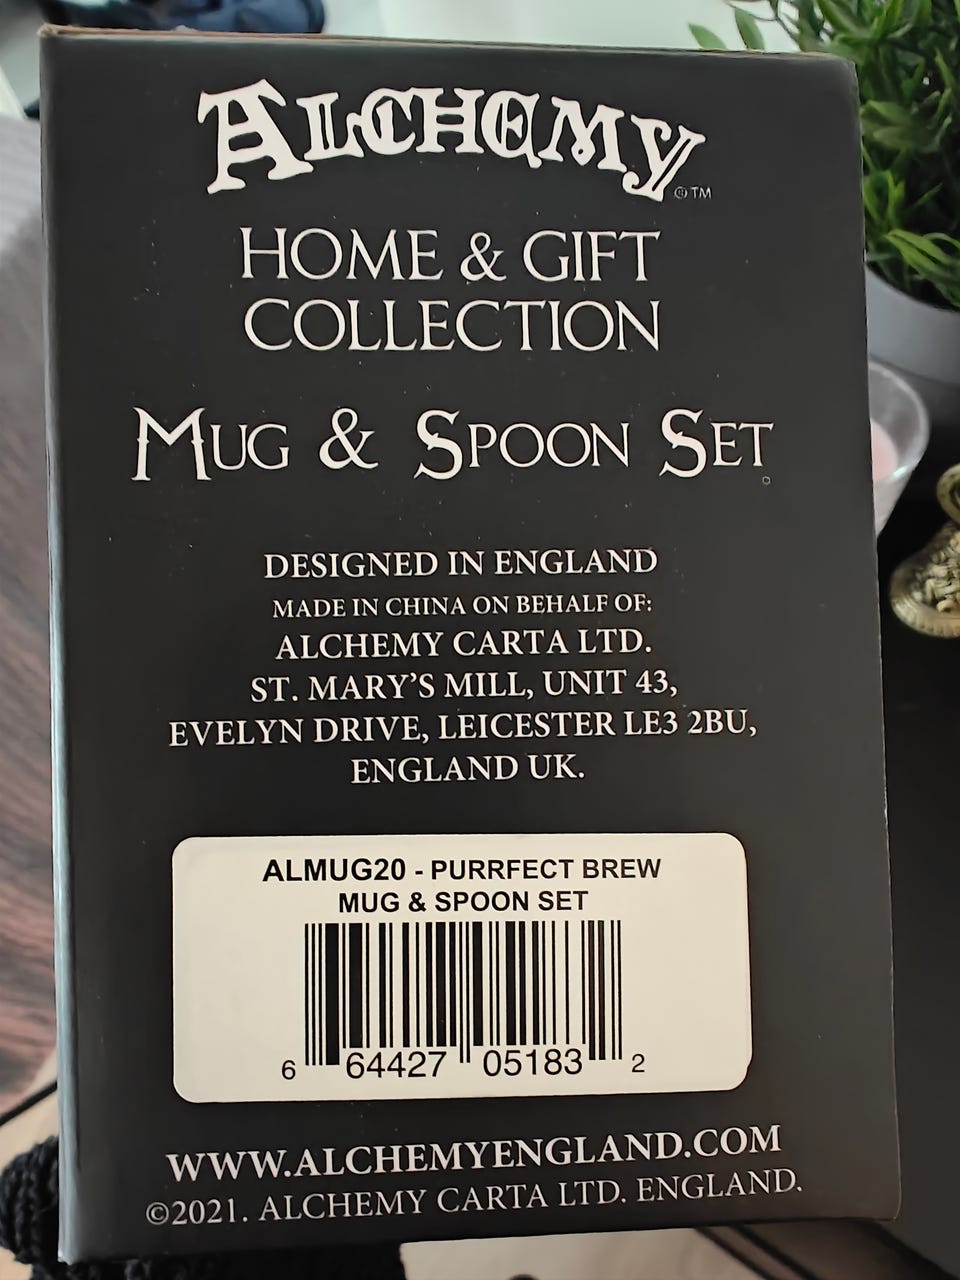 ALCHEMY
®™
HOME & GIFT
COLLECTION
MUG & SPOON SET
DESIGNED IN ENGLAND
MADE IN CHINA ON BEHALF OF:
ALCHEMY CARTA LTD.
ST. MARY'S MILL, UNIT 43,
EVELYN DRIVE, LEICESTER LE3 2BU,
ENGLAND UK.
ALMUG20 - PURRFECT BREW
MUG & SPOON SET
6 64427 05183 2
WWW.ALCHEMYENGLAND.COM
©2021. ALCHEMY CARTA LTD. ENGLAND.